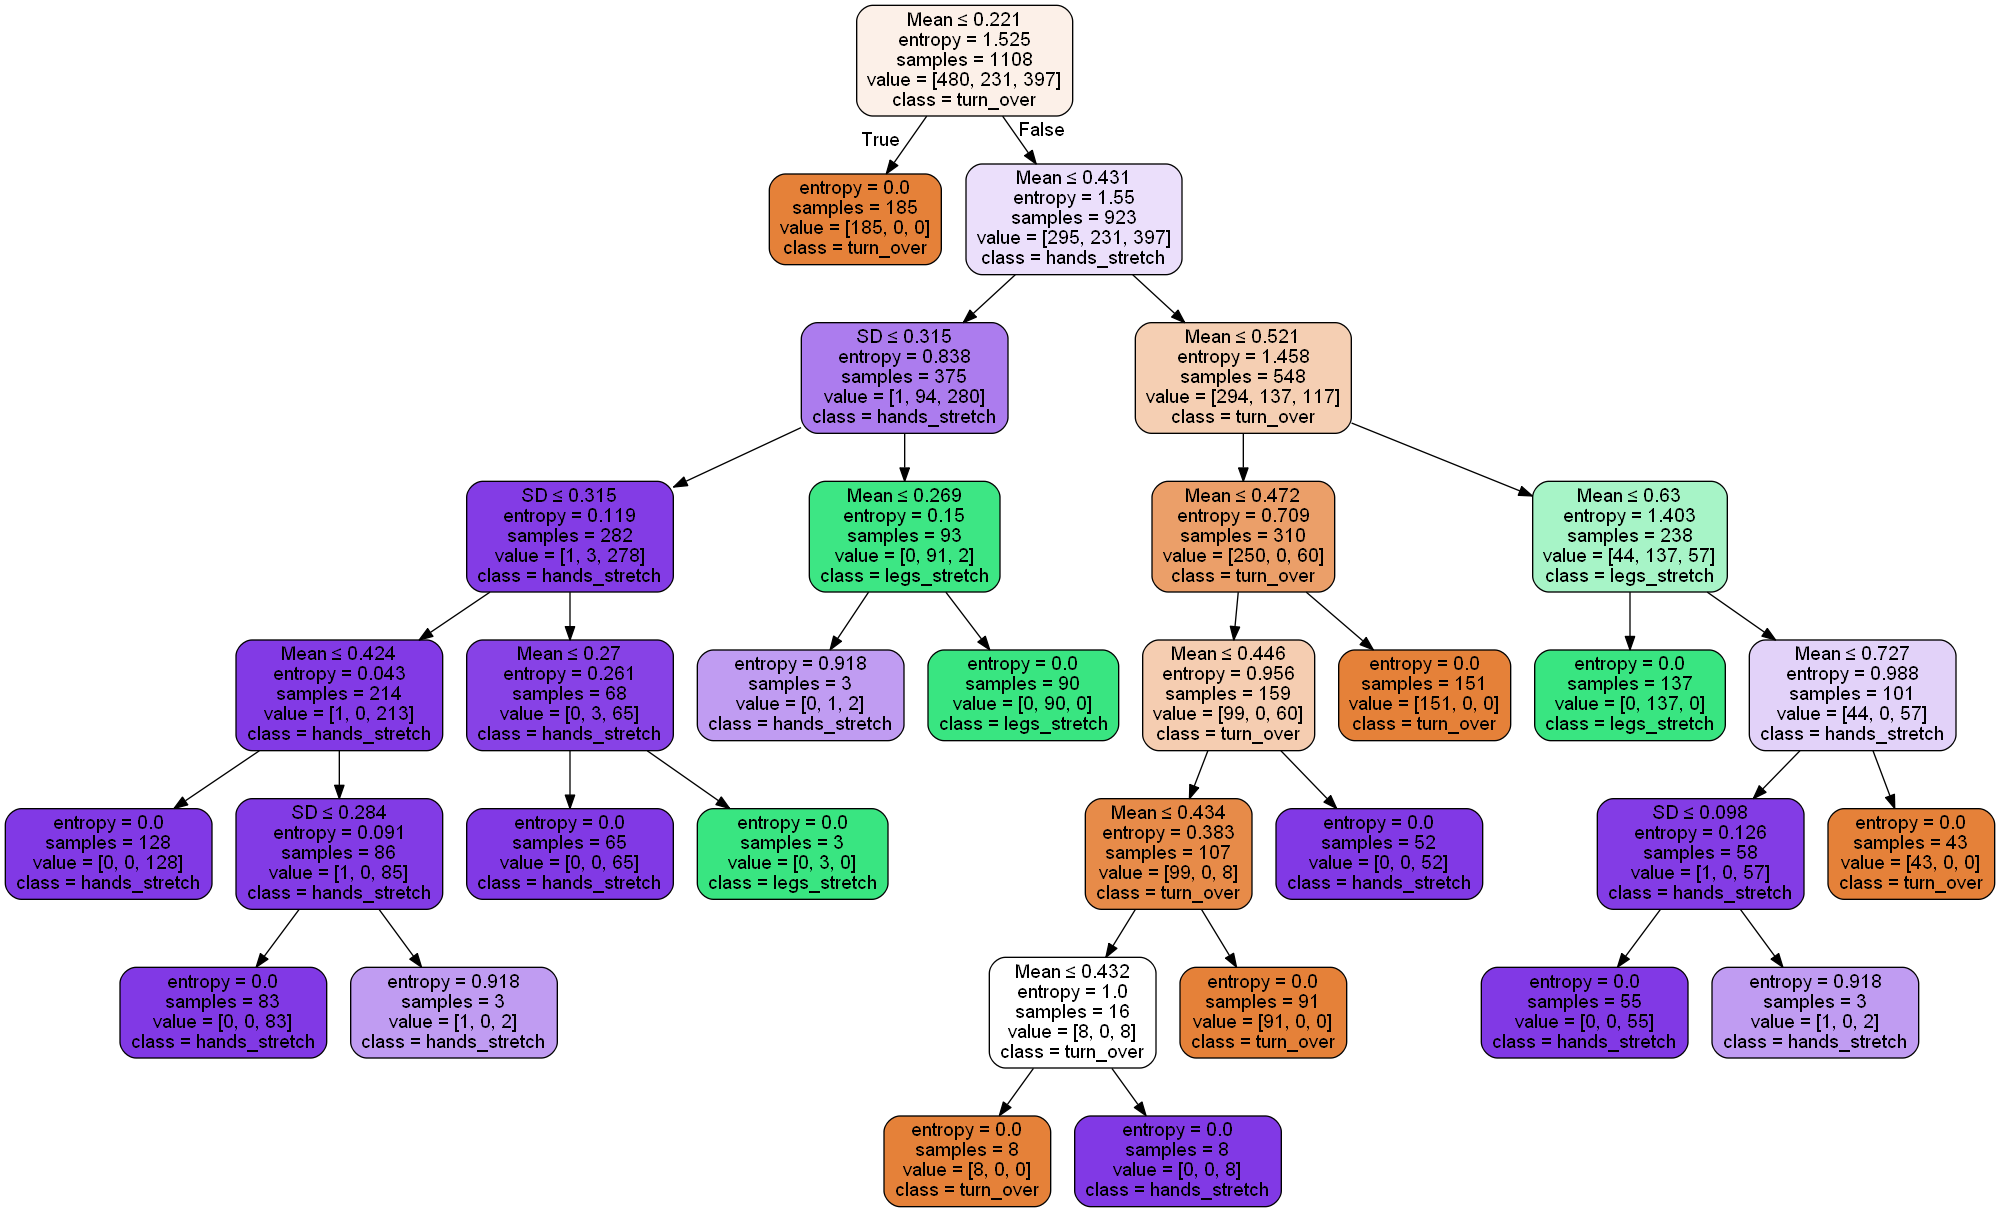 Mean ≤ 0.221
entropy = 1.525
samples = 1108
value = [480, 231, 397]
class = turn_over
True
False
entropy = 0.0
samples = 185
value = [185, 0, 0]
class = turn_over
Mean ≤ 0.431
entropy = 1.55
samples = 923
value = [295, 231, 397]
class = hands_stretch
SD ≤ 0.315
entropy = 0.838
samples = 375
value = [1, 94, 280]
class = hands_stretch
Mean ≤ 0.521
entropy = 1.458
samples = 548
value = [294, 137, 117]
class = turn_over
SD ≤ 0.315
entropy = 0.119
samples = 282
value = [1, 3, 278]
class = hands_stretch
Mean ≤ 0.269
entropy = 0.15
samples = 93
value = [0, 91, 2]
class = legs_stretch
Mean ≤ 0.472
entropy = 0.709
samples = 310
value = [250, 0, 60]
class = turn_over
Mean ≤ 0.63
entropy = 1.403
samples = 238
value = [44, 137, 57]
class = legs_stretch
Mean ≤ 0.424
entropy = 0.043
samples = 214
value = [1, 0, 213]
class = hands_stretch
Mean ≤ 0.27
entropy = 0.261
samples = 68
value = [0, 3, 65]
class = hands_stretch
entropy = 0.918
samples = 3
value = [0, 1, 2]
class = hands_stretch
entropy = 0.0
samples = 90
value = [0, 90, 0]
class = legs_stretch
Mean ≤ 0.446
entropy = 0.956
samples = 159
value = [99, 0, 60]
class = turn_over
entropy = 0.0
samples = 151
value = [151, 0, 0]
class = turn_over
entropy = 0.0
samples = 137
value = [0, 137, 0]
class = legs_stretch
Mean ≤ 0.727
entropy = 0.988
samples = 101
value = [44, 0, 57]
class = hands_stretch
entropy = 0.0
samples = 128
value = [0, 0, 128]
class = hands_stretch
SD ≤ 0.284
entropy = 0.091
samples = 86
value = [1, 0, 85]
class = hands_stretch
entropy = 0.0
samples = 65
value = [0, 0, 65]
class = hands_stretch
entropy = 0.0
samples = 3
value = [0, 3, 0]
class = legs_stretch
Mean ≤ 0.434
entropy = 0.383
samples = 107
value = [99, 0, 8]
class = turn_over
entropy = 0.0
samples = 52
value = [0, 0, 52]
class = hands_stretch
SD ≤ 0.098
entropy = 0.126
samples = 58
value = [1, 0, 57]
class = hands_stretch
entropy = 0.0
samples = 43
value = [43, 0, 0]
class = turn_over
entropy = 0.0
samples = 83
value = [0, 0, 83]
class = hands_stretch
entropy = 0.918
samples = 3
value = [1, 0, 2]
class = hands_stretch
Mean ≤ 0.432
entropy = 1.0
samples = 16
value = [8, 0, 8]
class = turn_over
entropy = 0.0
samples = 91
value = [91, 0, 0]
class = turn_over
entropy = 0.0
samples = 55
value = [0, 0, 55]
class = hands_stretch
entropy = 0.918
samples = 3
value = [1, 0, 2]
class = hands_stretch
entropy = 0.0
samples = 8
value = [8, 0, 0]
class = turn_over
entropy = 0.0
samples = 8
value = [0, 0, 8]
class = hands_stretch